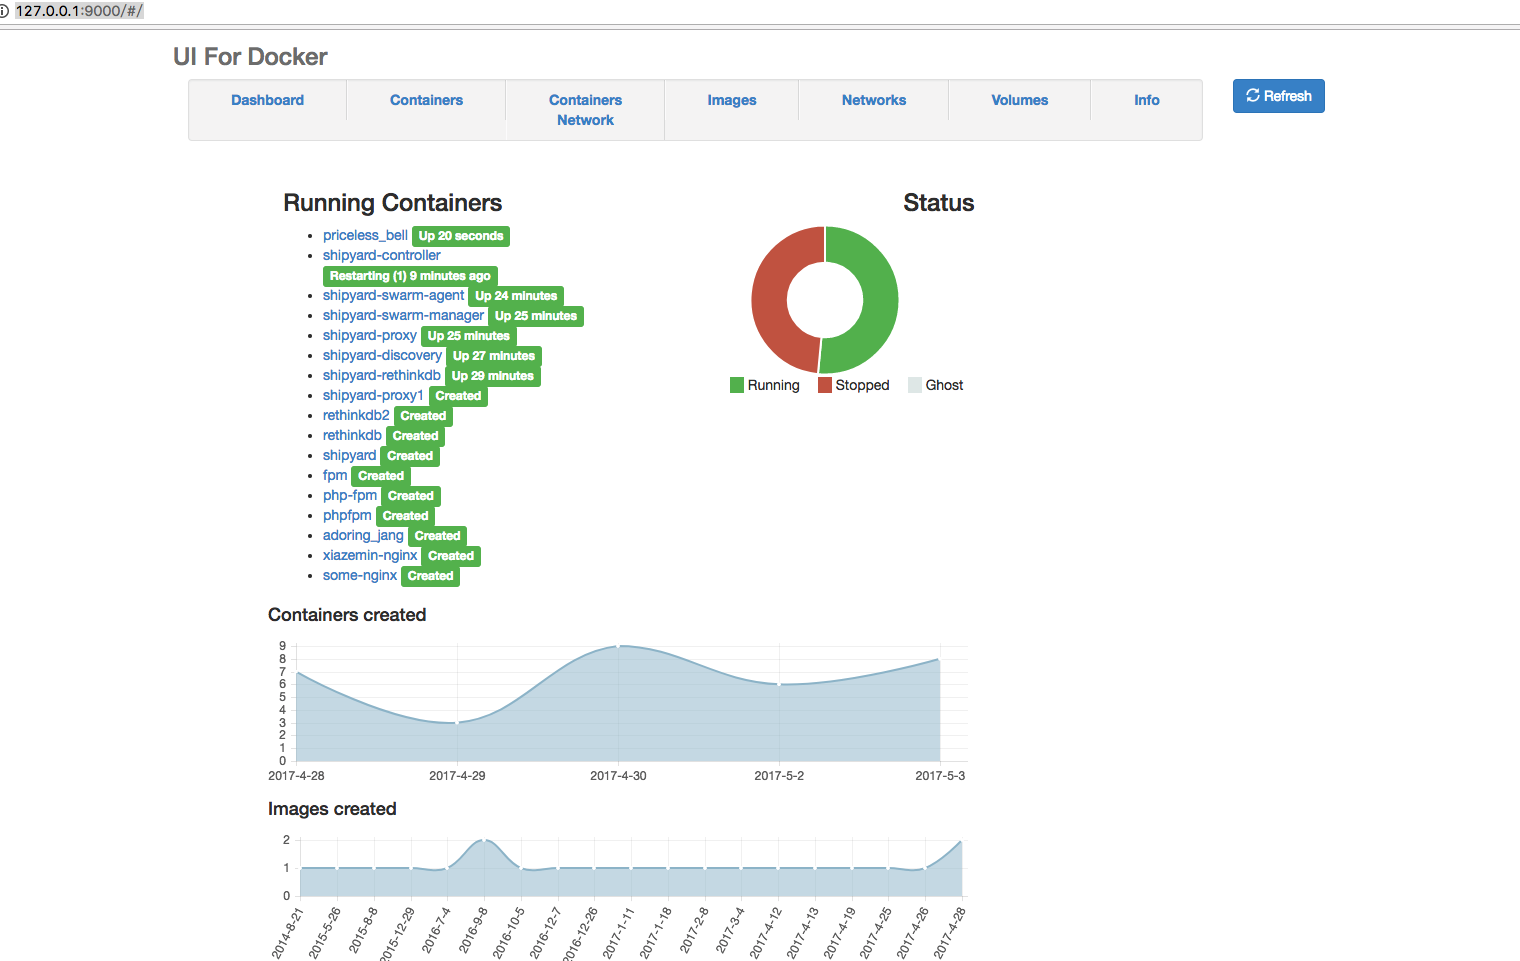 127.0.0.1:9000/#/
UI For Docker
Dashboard
Containers
Containers
Network
Images
Networks
Volumes
Info
Refresh
Running Containers
priceless_bell Up 20 seconds
shipyard-controller
Restarting (1) 9 minutes ago
shipyard-swarm-agent Up 24 minutes
shipyard-swarm-manager Up 25 minutes
shipyard-proxy Up 25 minutes
shipyard-discovery Up 27 minutes
shipyard-rethinkdb Up 29 minutes
shipyard-proxy1 Created
rethinkdb2 Created
rethinkdb Created
shipyard Created
fpm Created
php-fpm Created
phpfpm Created
adoring_jang Created
xiazemin-nginx Created
some-nginx Created
Status
Running
Stopped
Ghost
Containers created
9
8
7
6
5
4
3
2
1
0
2017-4-28
2017-4-29
2017-4-30
2017-5-2
2017-5-3
Images created
2
1
0
2014-8-21
2015-5-26
2015-8-8
2015-12-29
2016-7-4
2016-9-8
2016-10-5
2016-12-7
2016-12-26
2017-1-11
2017-1-18
2017-2-8
2017-3-4
2017-4-12
2017-4-13
2017-4-19
2017-4-25
2017-4-26
2017-4-28